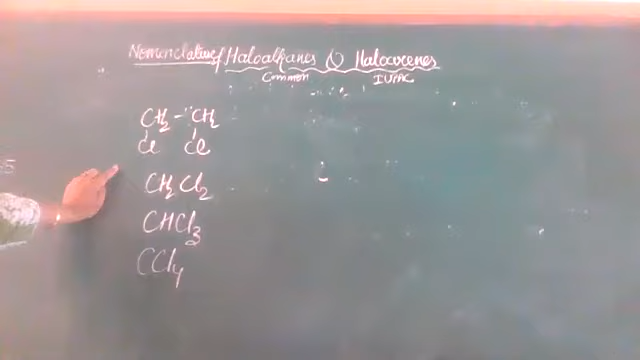 Nomenclature of Haloalkanes & Haloarenes
Common IUPAC
CH2 - CH2
Cl Cl
CH2Cl2
CHCl3
CCl4